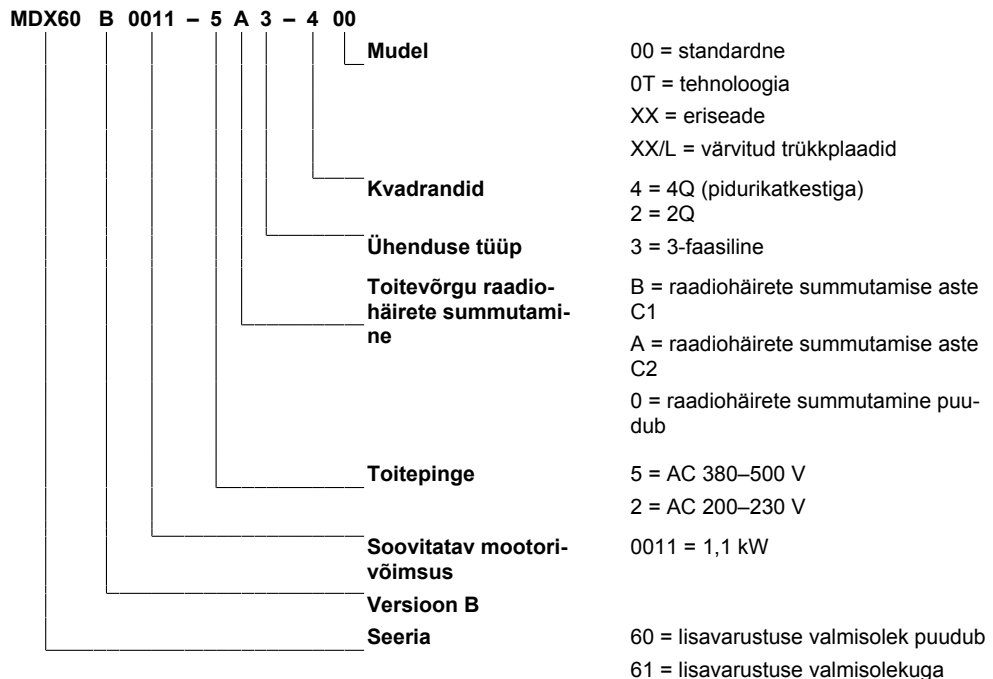 MDX60 B 0011 – 5 A 3 – 4 00
Mudel 00 = standardne
0T = tehnoloogia
XX = eriseade
XX/L = värvitud trükkplaadid
Kvadrandid 4 = 4Q (pidurikatkestiga)
2 = 2Q
Ühenduse tüüp 3 = 3-faasiline
Toitevõrgu raadio-
häirete summutami-
ne
B = raadiohäirete summutamise aste
C1
A = raadiohäirete summutamise aste
C2
0 = raadiohäirete summutamine puu-
dub
Toitepinge 5 = AC 380–500 V
2 = AC 200–230 V
Soovitatav mootori-
võimsus
0011 = 1,1 kW
Versioon B
Seeria 60 = lisavarustuse valmisolek puudub
61 = lisavarustuse valmisolekuga